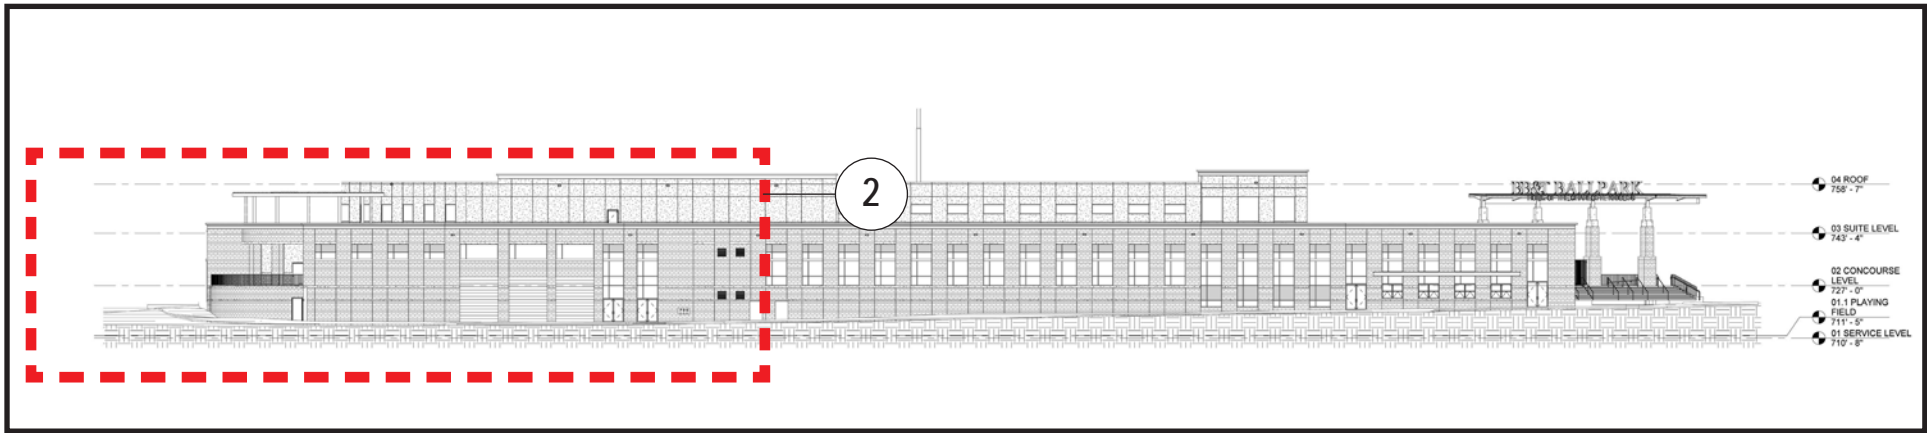 2
BB&T BALLPARK
04 ROOF
758' - 7"
03 SUITE LEVEL
743' - 4"
02 CONCOURSE
LEVEL
727' - 0"
01.1 PLAYING
FIELD
711' - 5"
01 SERVICE LEVEL
710' - 8"